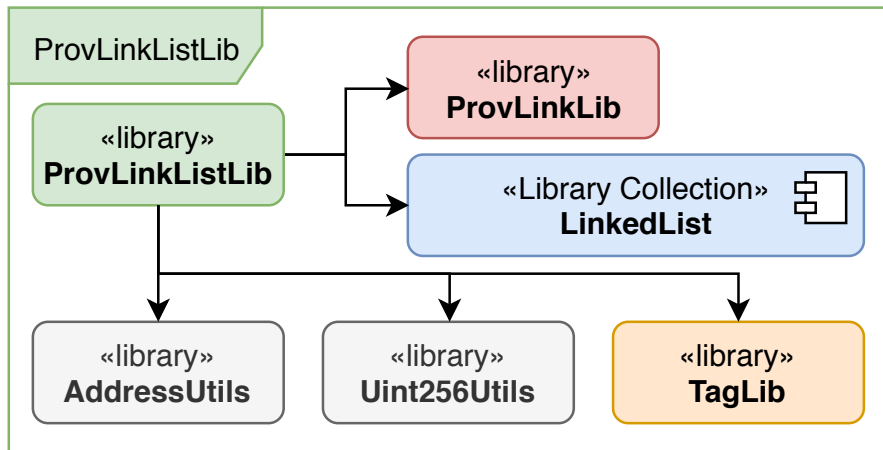 ProvLinkListLib
«library»
ProvLinkLib
«library»
ProvLinkListLib
«Library Collection»
LinkedList
«library»
AddressUtils
«library»
Uint256Utils
«library»
TagLib